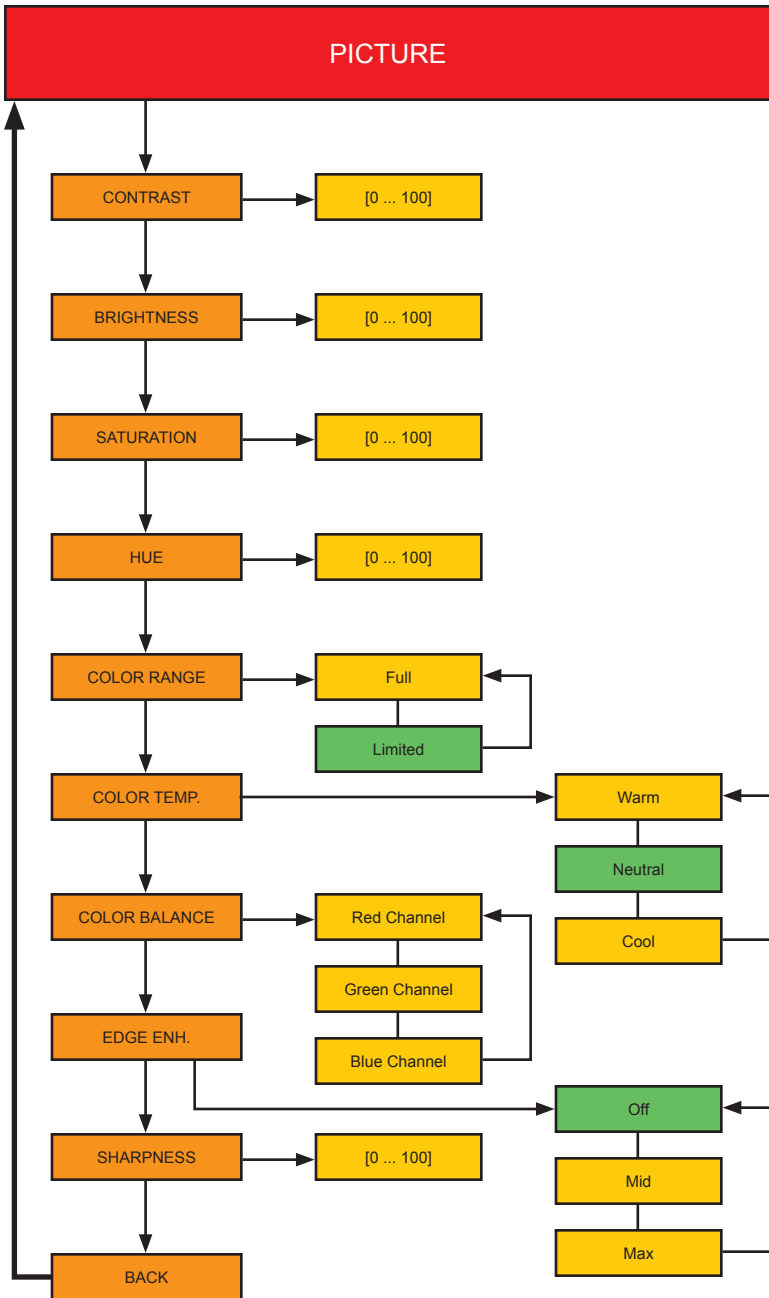 PICTURE
CONTRAST
[0 ... 100]
BRIGHTNESS
[0 ... 100]
SATURATION
[0 ... 100]
HUE
[0 ... 100]
COLOR RANGE
Full
Limited
COLOR TEMP.
Warm
Neutral
Cool
COLOR BALANCE
Red Channel
Green Channel
Blue Channel
EDGE ENH.
Off
Mid
Max
SHARPNESS
[0 ... 100]
BACK